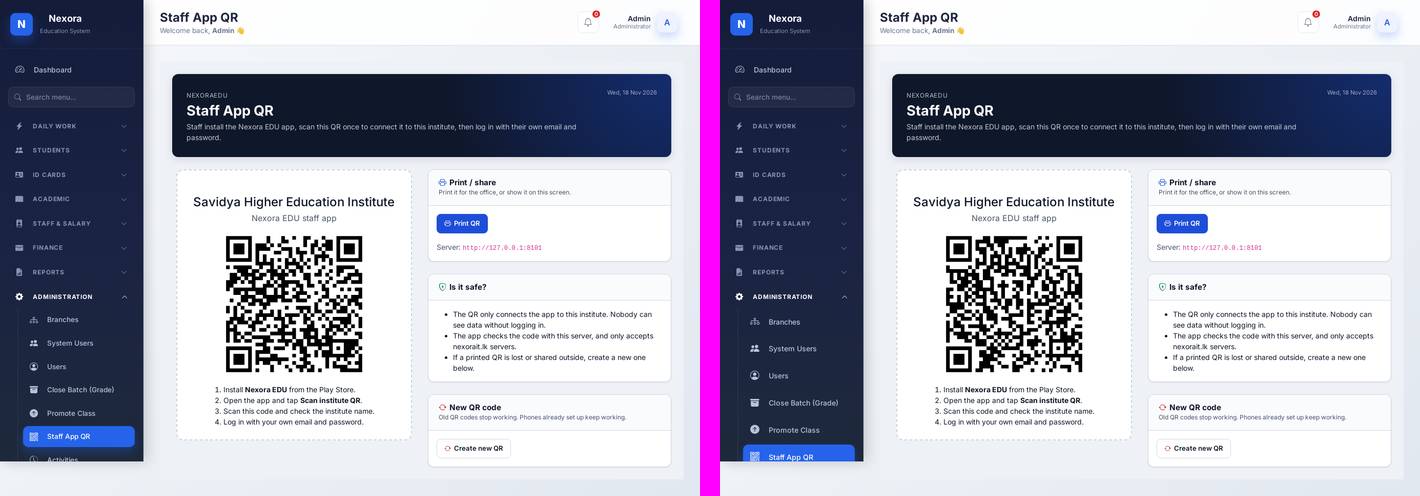 N
Nexora
Education System
Dashboard
Search menu...
DAILY WORK
STUDENTS
ID CARDS
ACADEMIC
STAFF & SALARY
FINANCE
REPORTS
ADMINISTRATION
Branches
System Users
Users
Close Batch (Grade)
Promote Class
Staff App QR
Activities
Staff App QR
Welcome back, Admin 👋
0
Admin
Administrator
A
NEXORAEDU
Wed, 18 Nov 2026
Staff App QR
Staff install the Nexora EDU app, scan this QR once to connect it to this institute, then log in with their own email and
password.
Savidya Higher Education Institute
Nexora EDU staff app
1. Install Nexora EDU from the Play Store.
2. Open the app and tap Scan institute QR.
3. Scan this code and check the institute name.
4. Log in with your own email and password.
Print / share
Print it for the office, or show it on this screen.
Print QR
Server: http://127.0.0.1:8101
Is it safe?
• The QR only connects the app to this institute. Nobody can
see data without logging in.
• The app checks the code with this server, and only accepts
nexorait.lk servers.
• If a printed QR is lost or shared outside, create a new one
below.
New QR code
Old QR codes stop working. Phones already set up keep working.
Create new QR
N
Nexora
Education System
Dashboard
Search menu...
DAILY WORK
STUDENTS
ID CARDS
ACADEMIC
STAFF & SALARY
FINANCE
REPORTS
ADMINISTRATION
Branches
System Users
Users
Close Batch (Grade)
Promote Class
Staff App QR
Staff App QR
Welcome back, Admin 👋
0
Admin
Administrator
A
NEXORAEDU
Wed, 18 Nov 2026
Staff App QR
Staff install the Nexora EDU app, scan this QR once to connect it to this institute, then log in with their own email and
password.
Savidya Higher Education Institute
Nexora EDU staff app
1. Install Nexora EDU from the Play Store.
2. Open the app and tap Scan institute QR.
3. Scan this code and check the institute name.
4. Log in with your own email and password.
Print / share
Print it for the office, or show it on this screen.
Print QR
Server: http://127.0.0.1:8101
Is it safe?
• The QR only connects the app to this institute. Nobody can
see data without logging in.
• The app checks the code with this server, and only accepts
nexorait.lk servers.
• If a printed QR is lost or shared outside, create a new one
below.
New QR code
Old QR codes stop working. Phones already set up keep working.
Create new QR